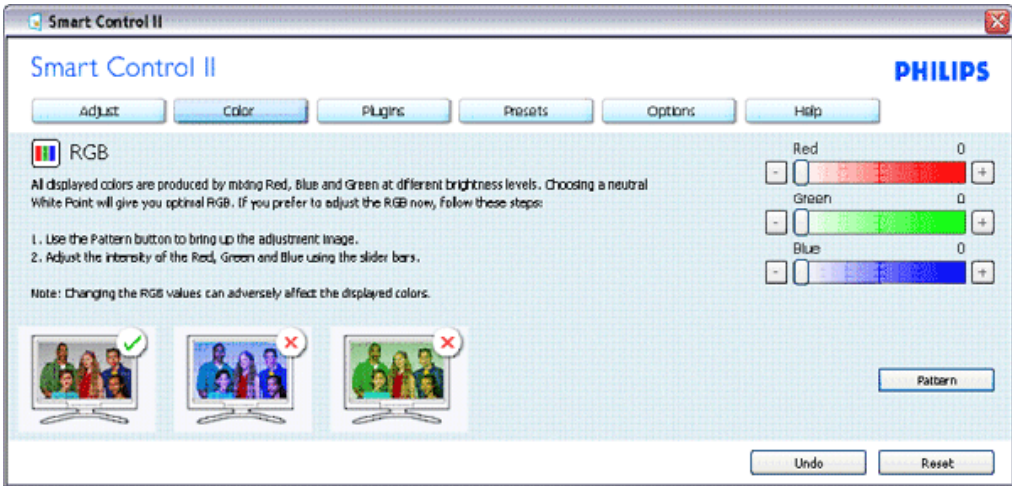 Smart Control II
Smart Control II
PHILIPS
Adjust Color Plugins Presets Options Help
RGB
All displayed colors are produced by mixing Red, Blue and Green at different brightness levels. Choosing a neutral
White Point will give you optimal RGB. If you prefer to adjust the RGB now, follow these steps:
1. Use the Pattern button to bring up the adjustment image.
2. Adjust the intensity of the Red, Green and Blue using the slider bars.
Note: Changing the RGB values can adversely affect the displayed colors.
Red 0
- +
Green 0
- +
Blue 0
- +
Pattern
Undo Reset